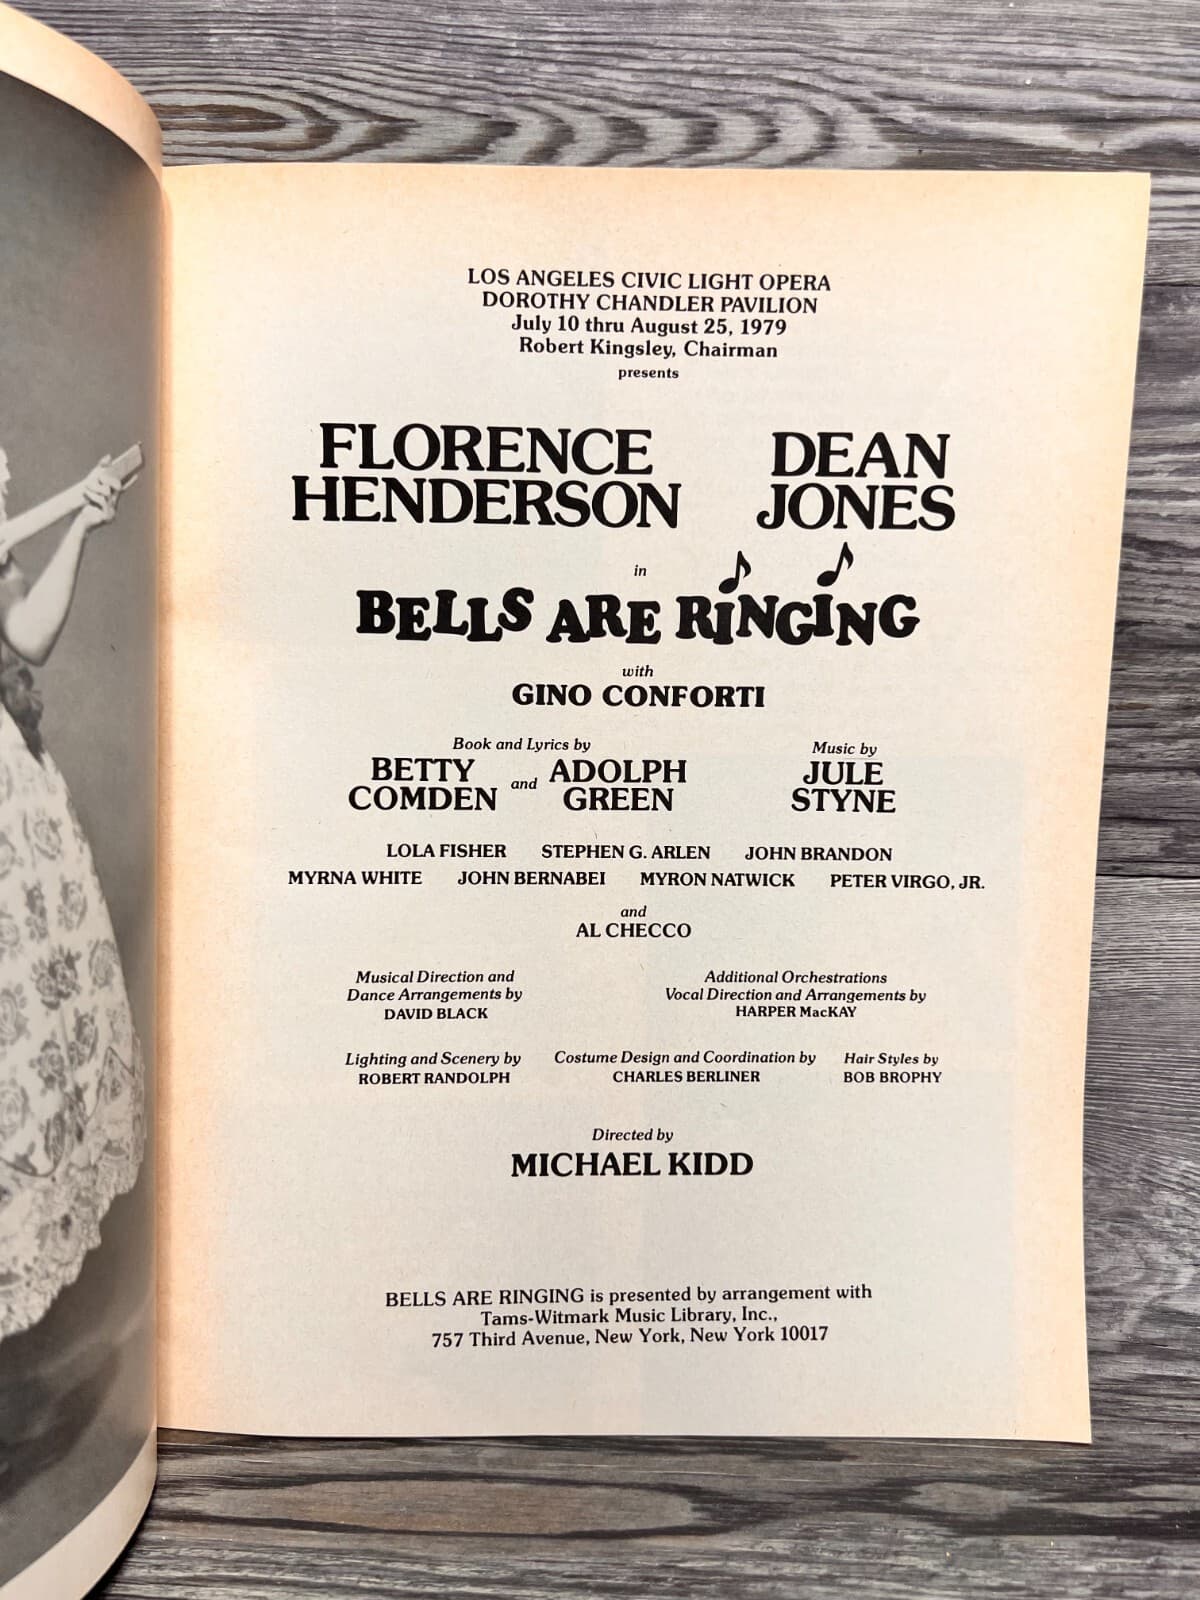 LOS ANGELES CIVIC LIGHT OPERA
DOROTHY CHANDLER PAVILION
July 10 thru August 25, 1979
Robert Kingsley, Chairman
presents
FLORENCE
HENDERSON
DEAN
JONES
in
BELLS ARE RINGING
with
GINO CONFORTI
Book and Lyrics by
BETTY
COMDEN
and
ADOLPH
GREEN
Music by
JULE
STYNE
LOLA FISHER STEPHEN G. ARLEN JOHN BRANDON
MYRNA WHITE JOHN BERNABEI MYRON NATWICK PETER VIRGO, JR.
and
AL CHECCO
Musical Direction and
Dance Arrangements by
DAVID BLACK
Additional Orchestrations
Vocal Direction and Arrangements by
HARPER MacKAY
Lighting and Scenery by
ROBERT RANDOLPH
Costume Design and Coordination by
CHARLES BERLINER
Hair Styles by
BOB BROPHY
Directed by
MICHAEL KIDD
BELLS ARE RINGING is presented by arrangement with
Tams-Witmark Music Library, Inc.,
757 Third Avenue, New York, New York 10017